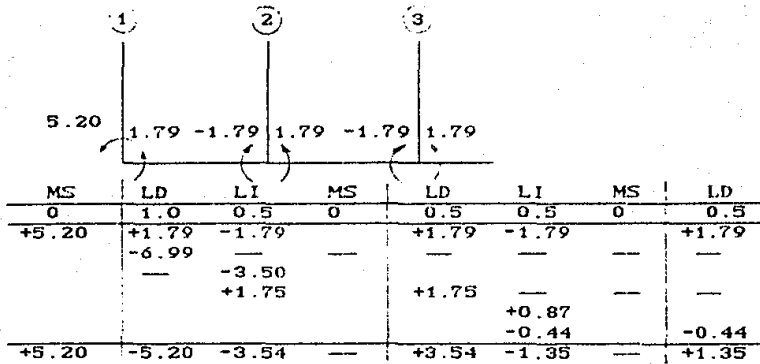 1 2 3
5.20 1.79 -1.79 1.79 -1.79 1.79
MS LD LI MS LD LI MS LD
0 1.0 0.5 0 0.5 0.5 0 0.5
+5.20 +1.79 -1.79 +1.79 -1.79 +1.79
-6.99 — — — — — —
— -3.50
+1.75 +1.75 — — —
+0.87
-0.44 -0.44
+5.20 -5.20 -3.54 — +3.54 -1.35 — +1.35